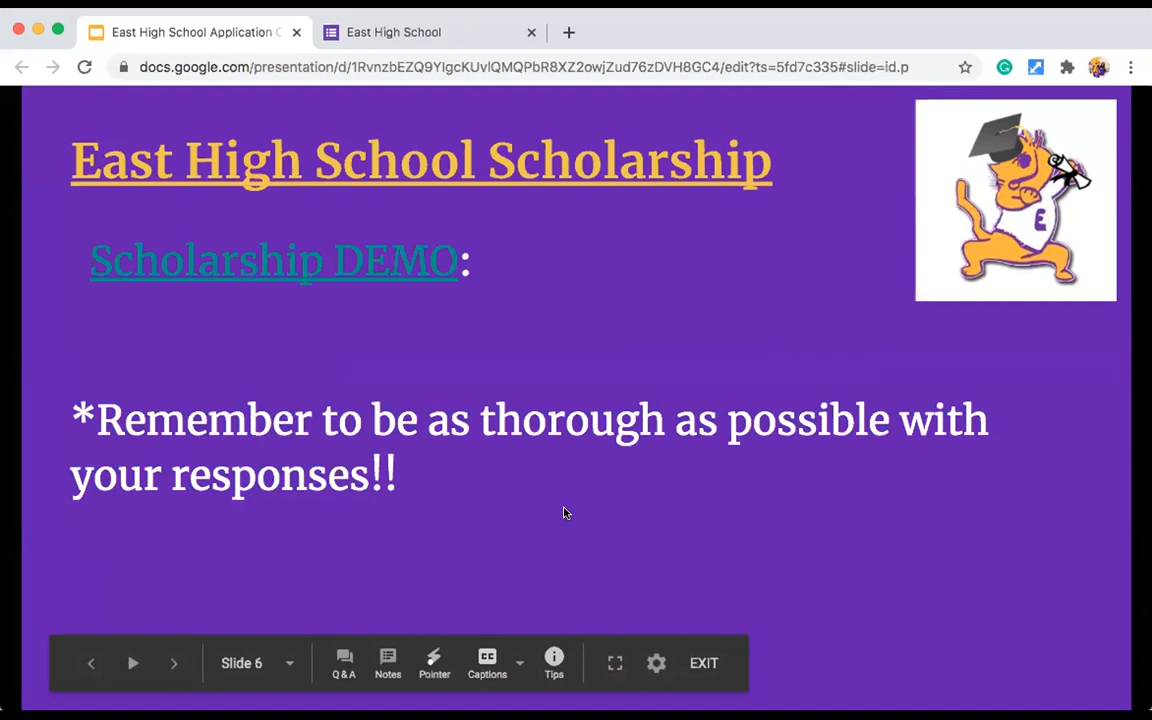 East High School Application C
East High School
docs.google.com/presentation/d/1RvnzbEZQ9YIgcKUvlQMQPbR8XZ2owjZud76zDVH8GC4/edit?ts=5fd7c335#slide=id.p
East High School Scholarship
E
Scholarship DEMO:
*Remember to be as thorough as possible with
your responses!!
Slide 6
Q & A
Notes
Pointer
CC
Captions
Tips
EXIT